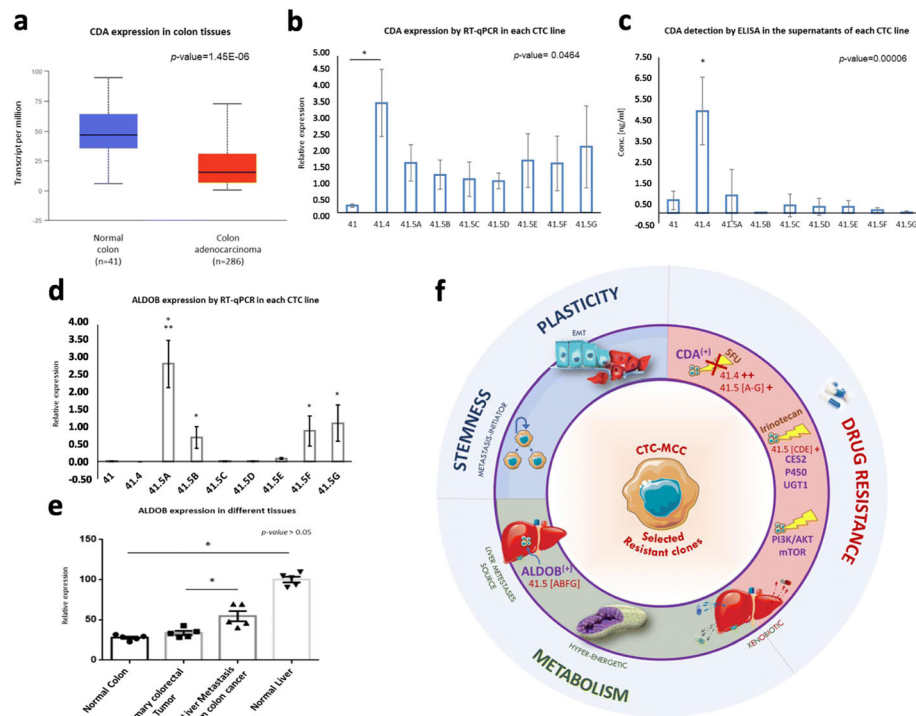 a
CDA expression in colon tissues
p-value=1.45E-06
Transcript per million
100
75
50
25
0
-25
Normal
colon
(n=41)
Colon
adenocarcinoma
(n=286)
b
CDA expression by RT-qPCR in each CTC line
p-value= 0.0464
*
Relative expression
5.00
4.50
4.00
3.50
3.00
2.50
2.00
1.50
1.00
0.50
0.00
41 41.4 41.5A 41.5B 41.5C 41.5D 41.5E 41.5F 41.5G
c
CDA detection by ELISA in the supernatants of each CTC line
p-value=0.00006
*
Conc. [ng/ml]
7.50
6.50
5.50
4.50
3.50
2.50
1.50
0.50
-0.50
41 41.4 41.5A 41.5B 41.5C 41.5D 41.5E 41.5F 41.5G
d
ALDOB expression by RT-qPCR in each CTC line
Relative expression
4.00
3.50
3.00
2.50
2.00
1.50
1.00
0.50
0.00
-0.50
*
**
*
*
*
41 41.4 41.5A 41.5B 41.5C 41.5D 41.5E 41.5F 41.5G
e
ALDOB expression in different tissues
p-value > 0.05
*
*
Relative expression
150
100
50
0
Normal Colon
mary colorectal
Tumor
Liver Metastasis
n colon cancer
Normal Liver
f
PLASTICITY
EMT
STEMNESS
METASTASIS-INITIATOR
CDA(+)
5FU
41.4 ++
41.5 [A-G] +
DRUG RESISTANCE
Irinotecan
41.5 [CDE] +
CES2
P450
UGT1
PI3K/AKT
mTOR
XENOBIOTIC
CTC-MCC
Selected
Resistant clones
LIVER METASTASES
SOURCE
ALDOB(+)
41.5 [ABFG]
HYPER-ENERGETIC
METABOLISM